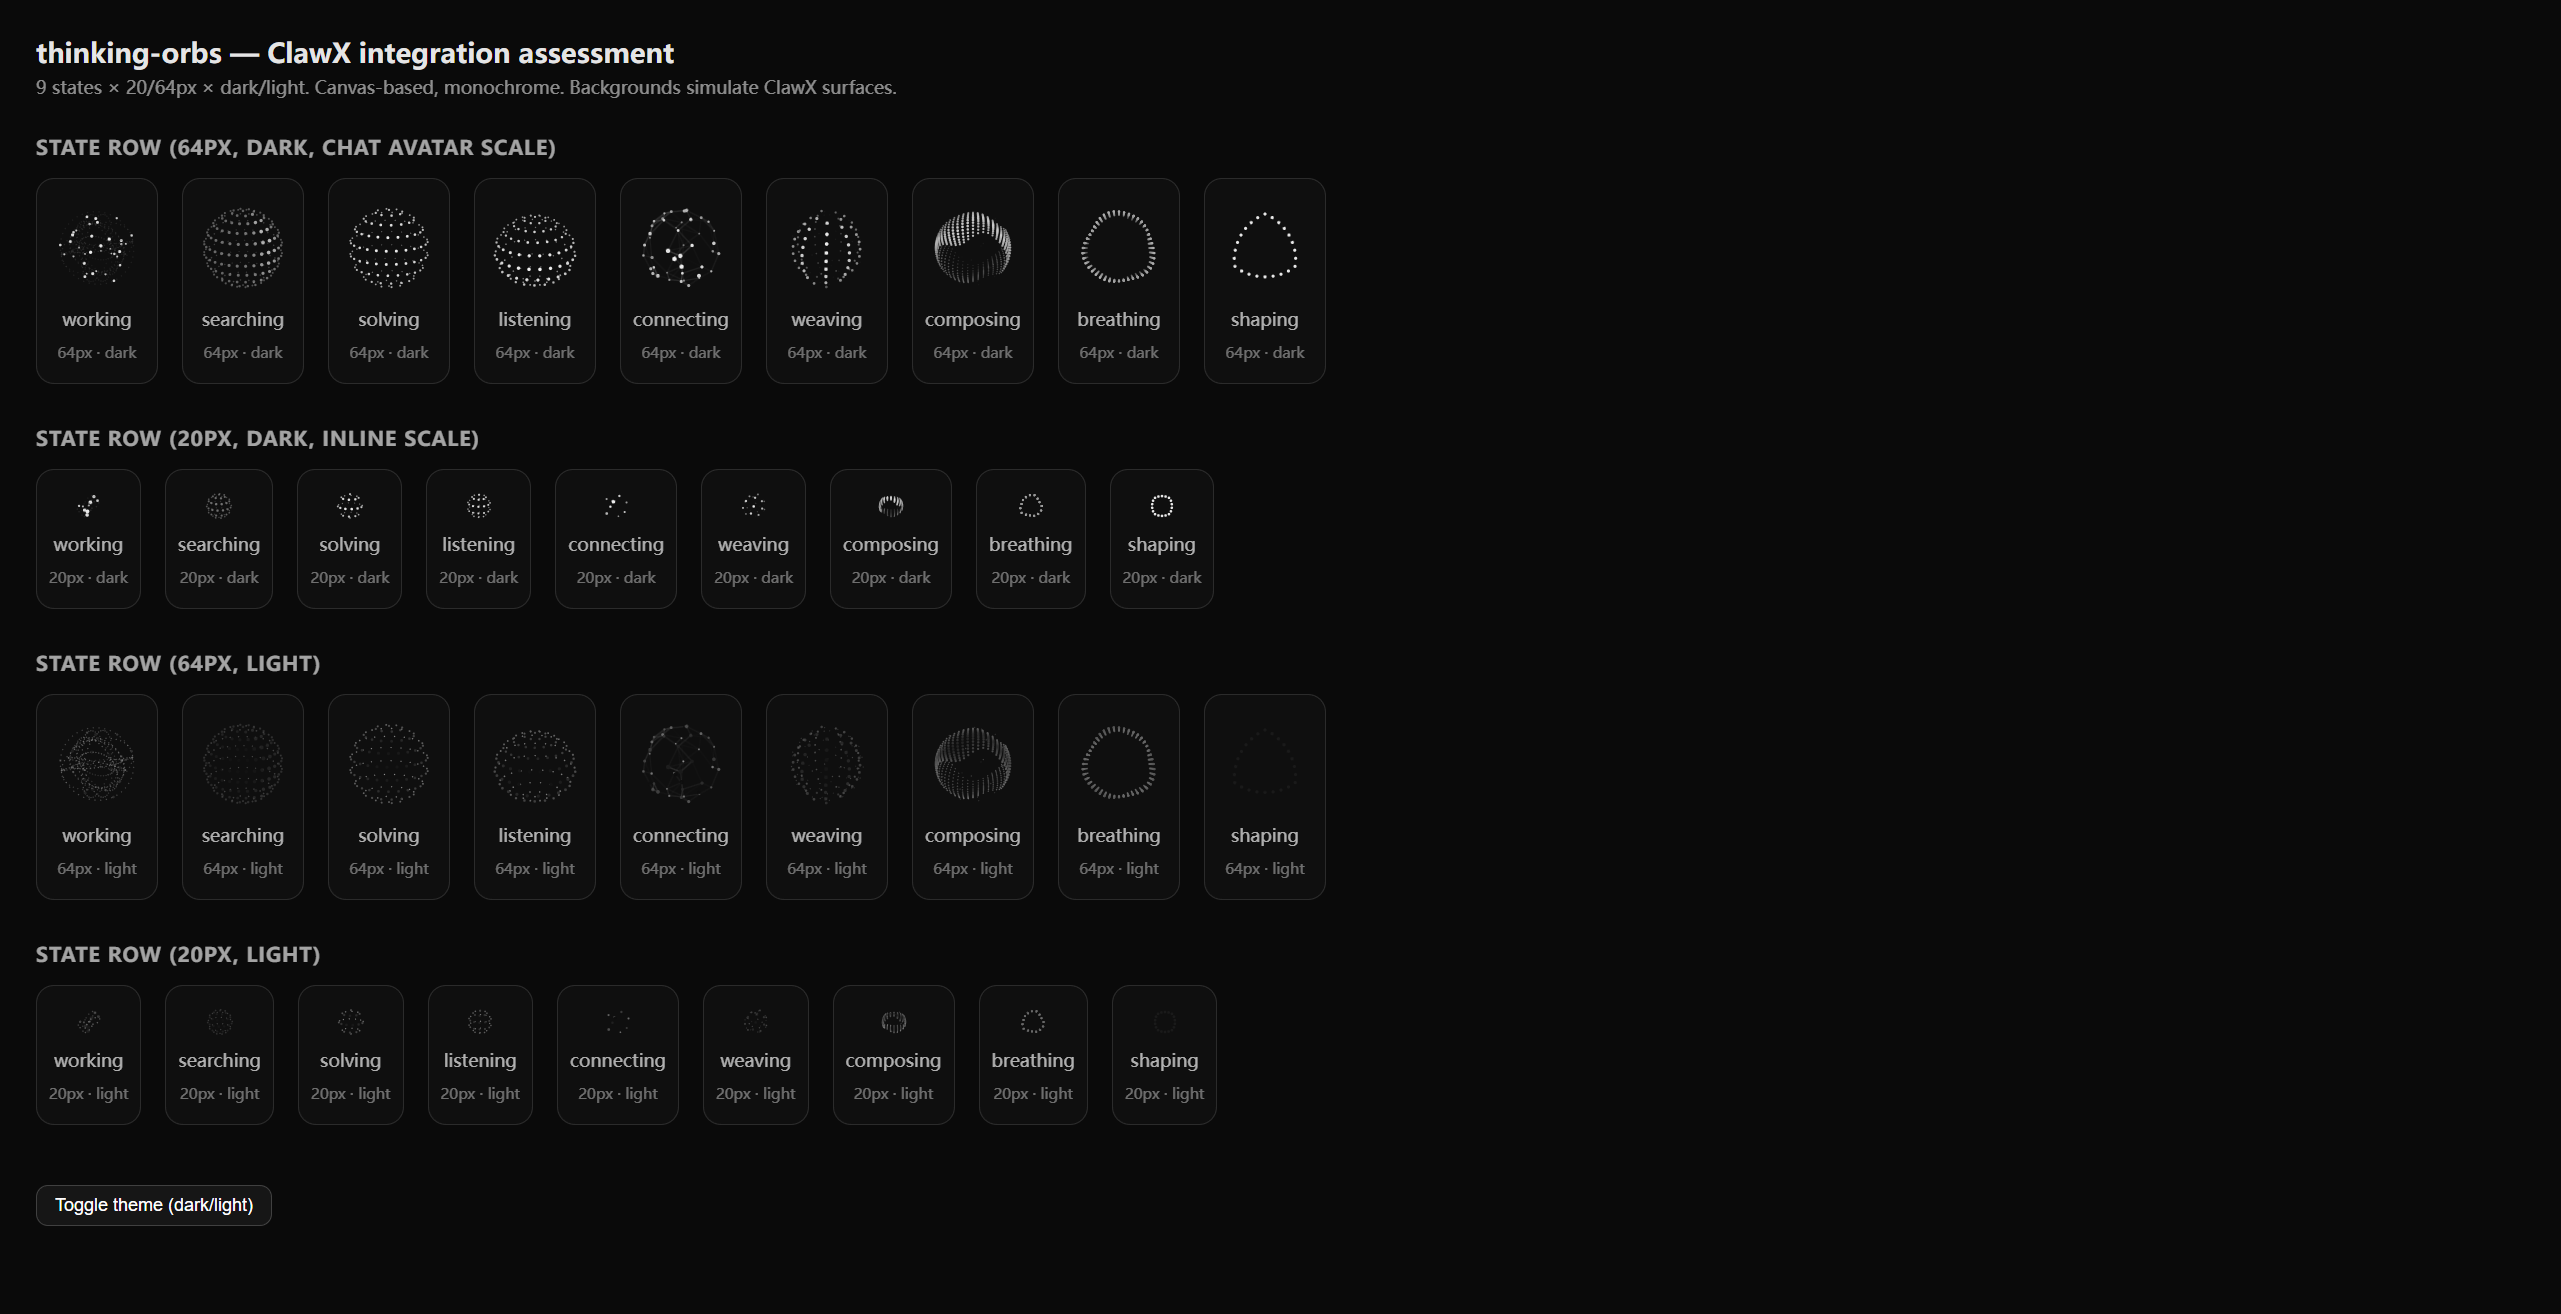 thinking-orbs — ClawX integration assessment
9 states × 20/64px × dark/light. Canvas-based, monochrome. Backgrounds simulate ClawX surfaces.
STATE ROW (64PX, DARK, CHAT AVATAR SCALE)
working searching solving listening connecting weaving composing breathing shaping
64px · dark 64px · dark 64px · dark 64px · dark 64px · dark 64px · dark 64px · dark 64px · dark 64px · dark
STATE ROW (20PX, DARK, INLINE SCALE)
working searching solving listening connecting weaving composing breathing shaping
20px · dark 20px · dark 20px · dark 20px · dark 20px · dark 20px · dark 20px · dark 20px · dark 20px · dark
STATE ROW (64PX, LIGHT)
working searching solving listening connecting weaving composing breathing shaping
64px · light 64px · light 64px · light 64px · light 64px · light 64px · light 64px · light 64px · light 64px · light
STATE ROW (20PX, LIGHT)
working searching solving listening connecting weaving composing breathing shaping
20px · light 20px · light 20px · light 20px · light 20px · light 20px · light 20px · light 20px · light 20px · light
Toggle theme (dark/light)